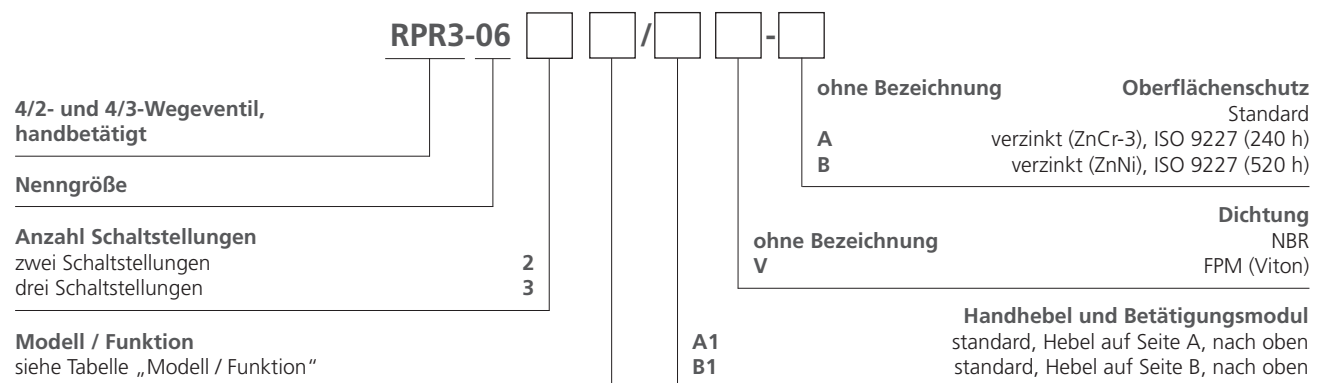 RPR3-06 / -
4/2- und 4/3-Wegeventil,
handbetätigt
Nenngröße
Anzahl Schaltstellungen
zwei Schaltstellungen 2
drei Schaltstellungen 3
Modell / Funktion
siehe Tabelle „Modell / Funktion“
ohne Bezeichnung Oberflächenschutz
Standard
A verzinkt (ZnCr-3), ISO 9227 (240 h)
B verzinkt (ZnNi), ISO 9227 (520 h)
Dichtung
ohne Bezeichnung NBR
V FPM (Viton)
Handhebel und Betätigungsmodul
A1 standard, Hebel auf Seite A, nach oben
B1 standard, Hebel auf Seite B, nach oben